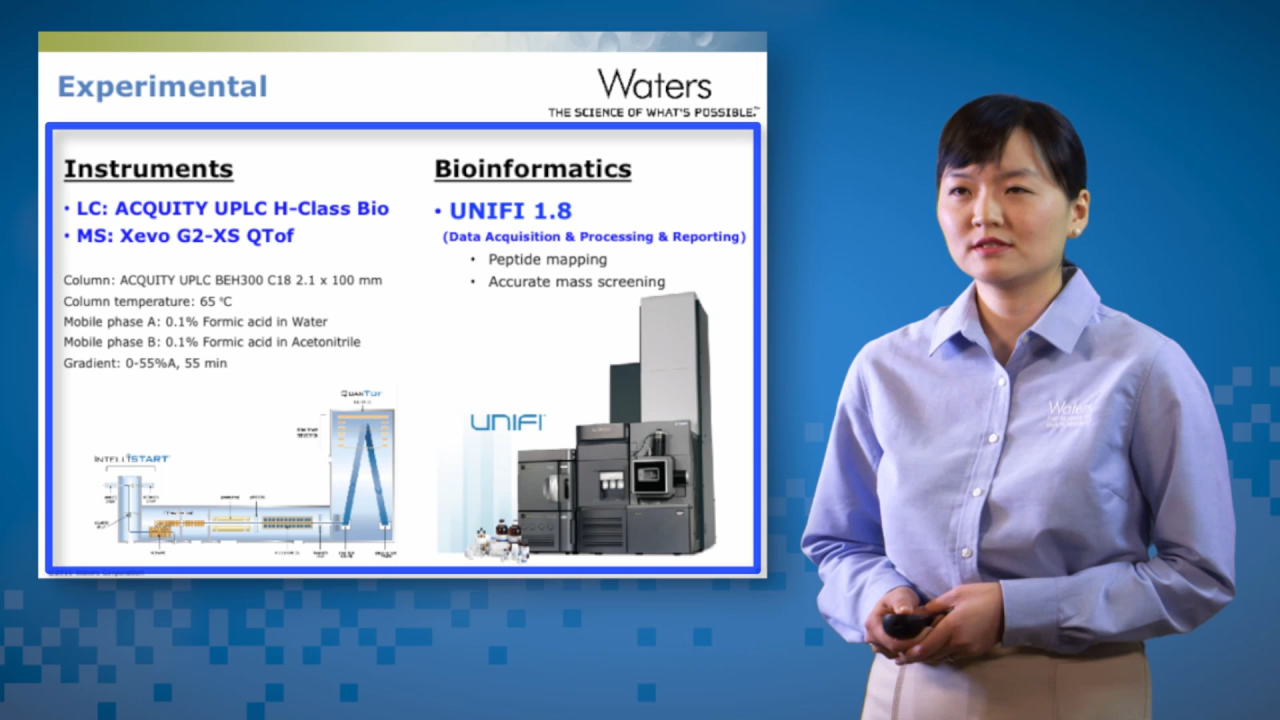 Experimental
Waters
THE SCIENCE OF WHAT'S POSSIBLE.™
Instruments
• LC: ACQUITY UPLC H-Class Bio
• MS: Xevo G2-XS QTof
Column: ACQUITY UPLC BEH300 C18 2.1 x 100 mm
Column temperature: 65 °C
Mobile phase A: 0.1% Formic acid in Water
Mobile phase B: 0.1% Formic acid in Acetonitrile
Gradient: 0-55%A, 55 min
Bioinformatics
• UNIFI 1.8
(Data Acquisition & Processing & Reporting)
• Peptide mapping
• Accurate mass screening
QUANTOF
INTELLISTART
UNIFI
Waters